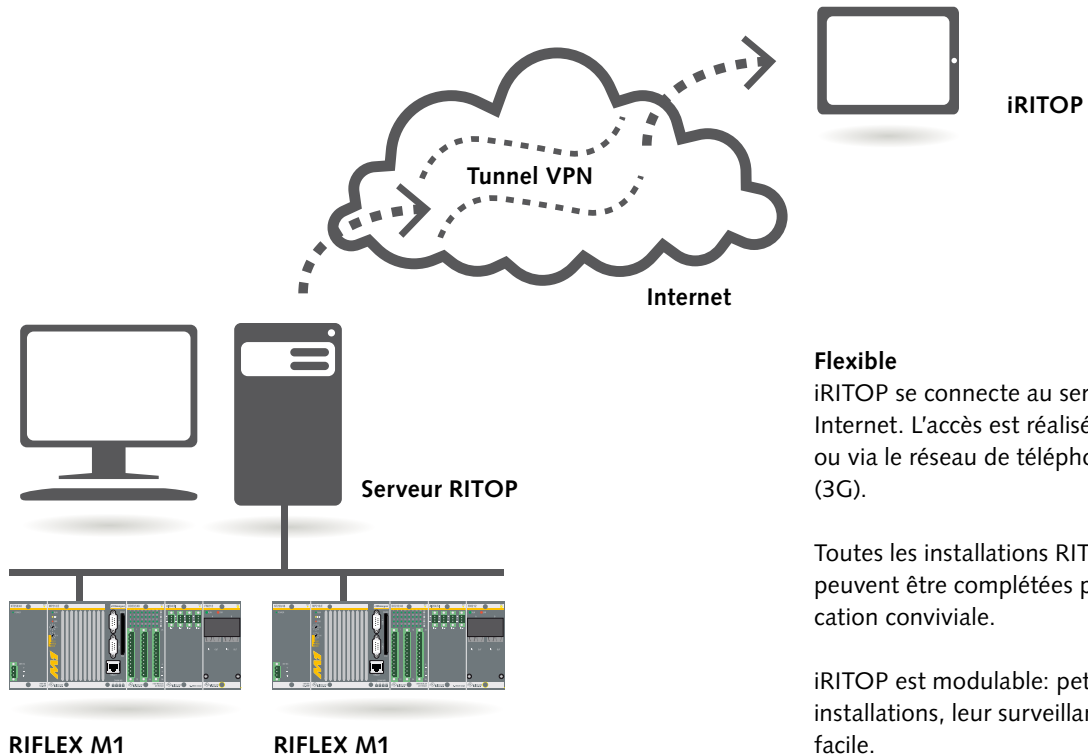 iRITOP
Tunnel VPN
Internet
Serveur RITOP
RIFLEX M1
RIFLEX M1
Flexible
iRITOP se connecte au ser
Internet. L'accès est réalisé
ou via le réseau de télépho
(3G).
Toutes les installations RIT
peuvent être complétées p
cation conviviale.
iRITOP est modulable: pet
installations, leur surveillan
facile.